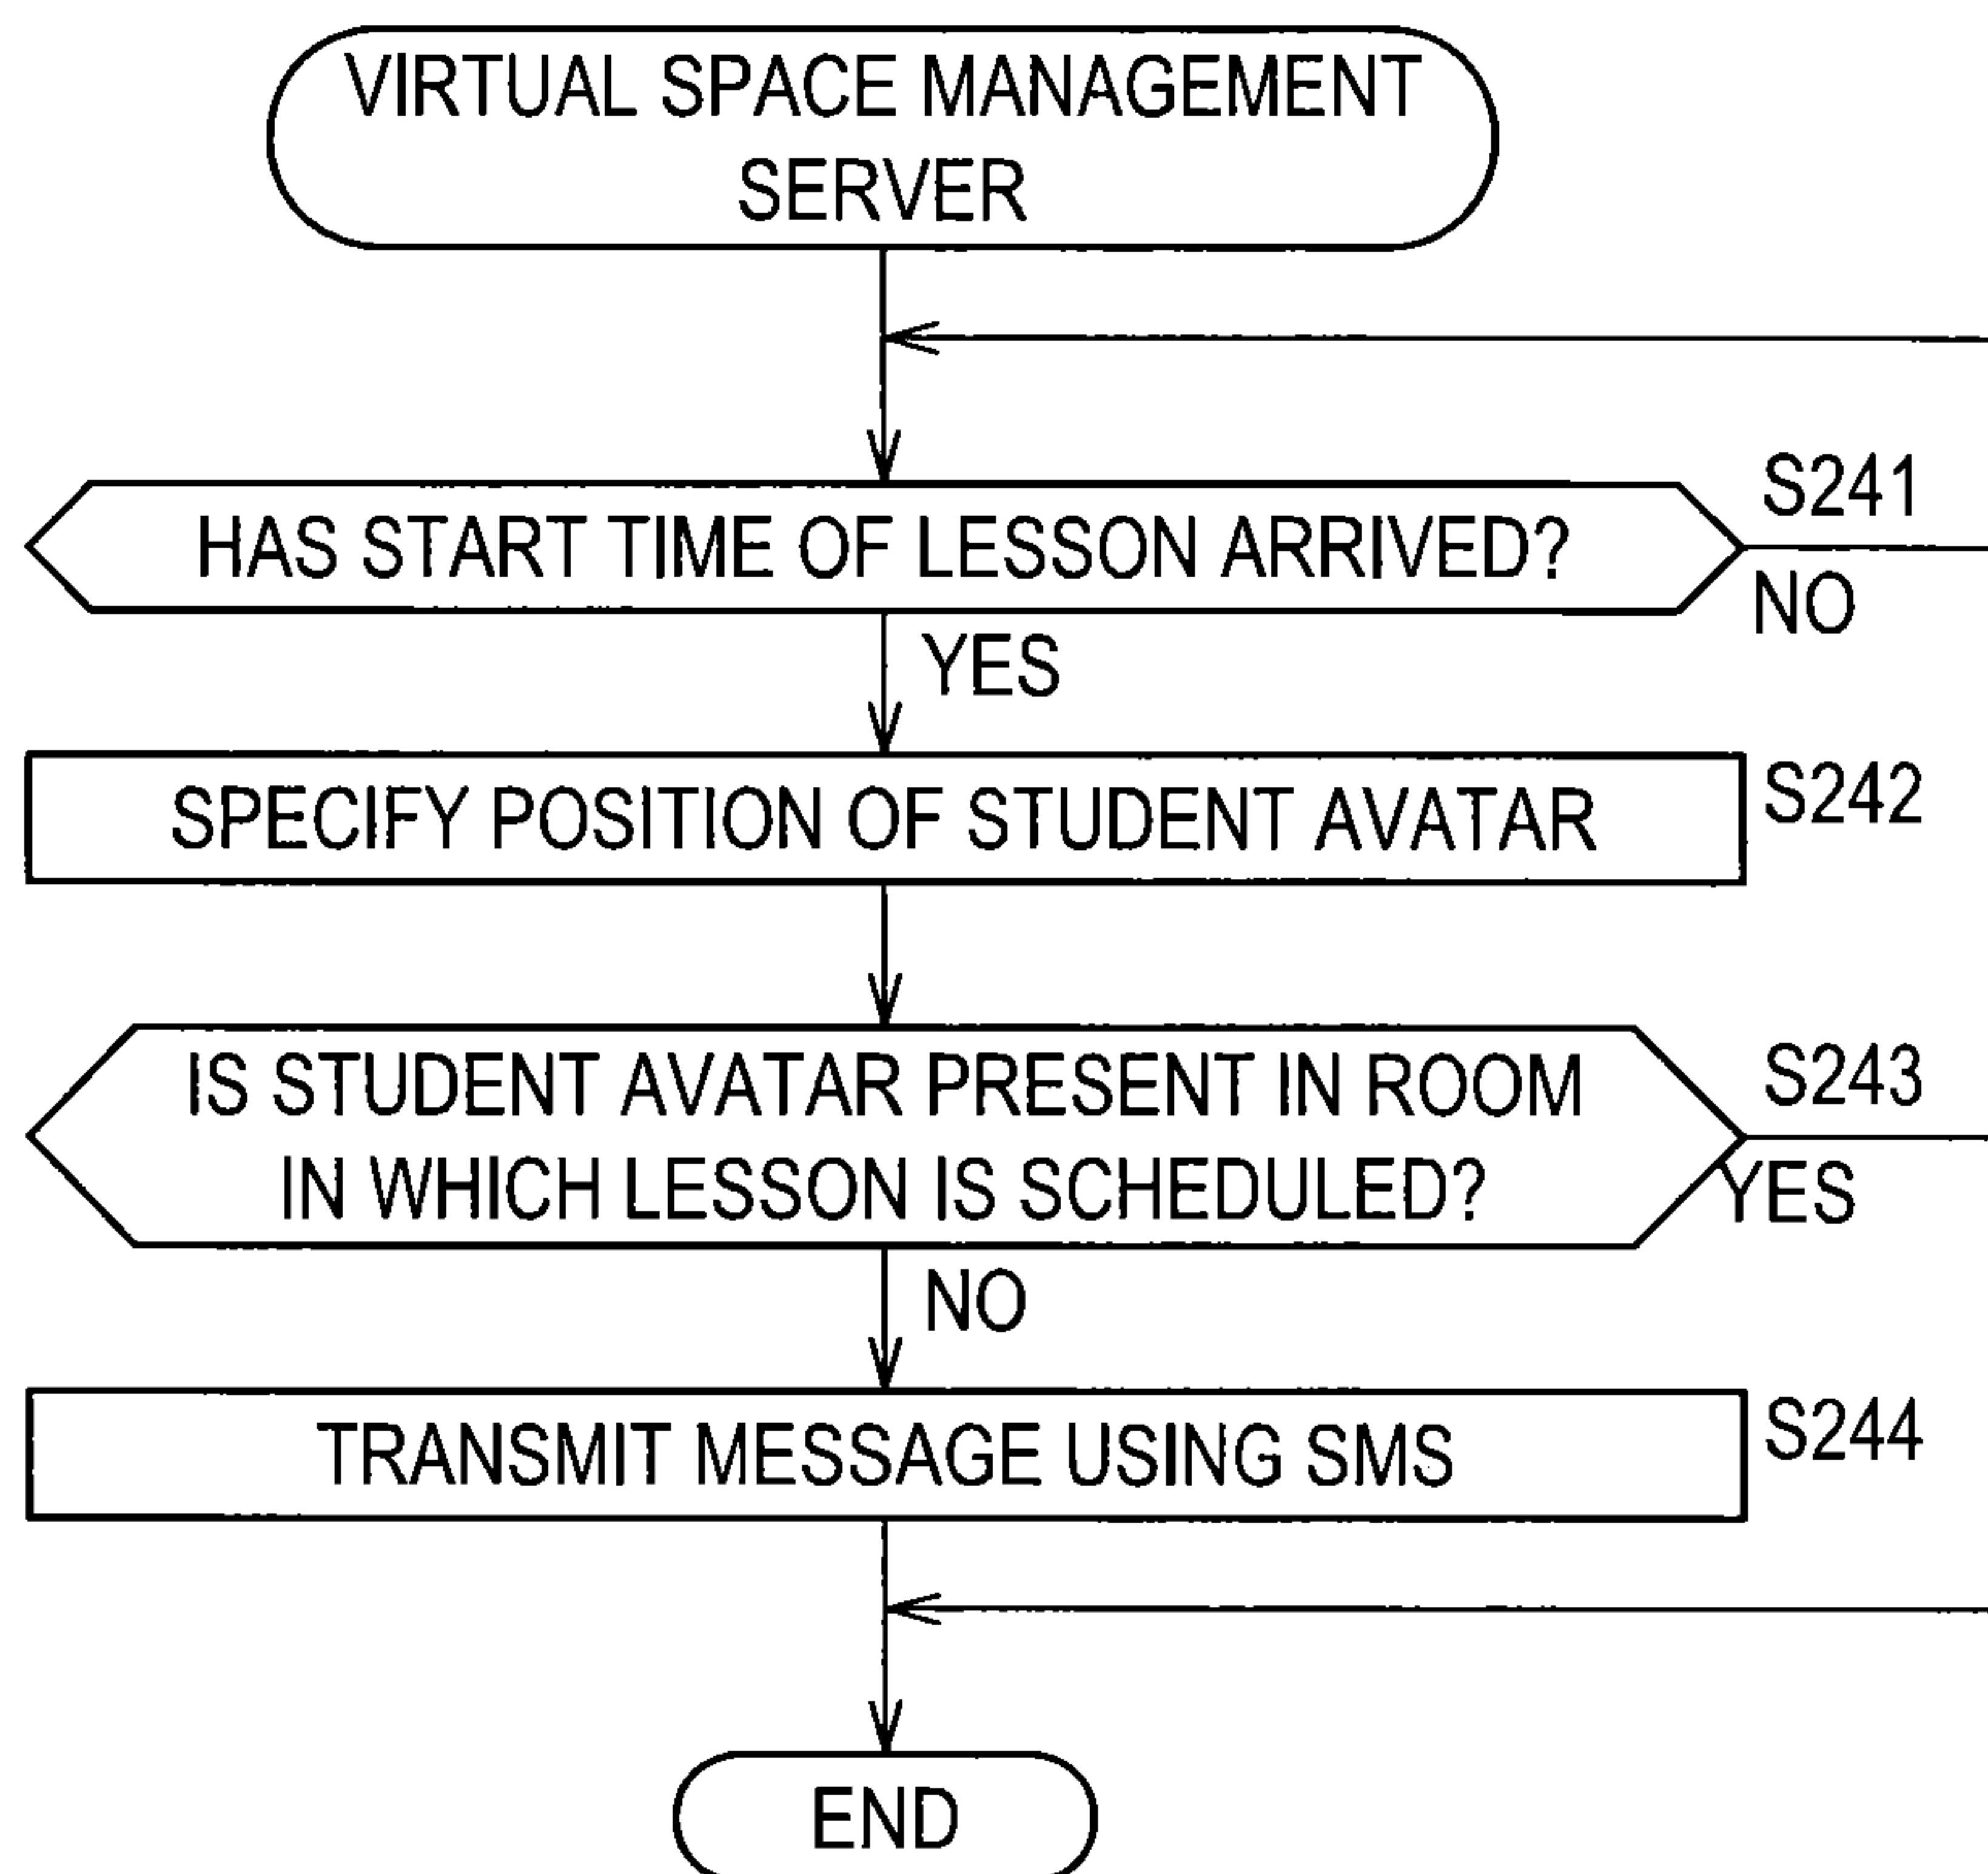 VIRTUAL SPACE MANAGEMENT
SERVER
HAS START TIME OF LESSON ARRIVED?
S241
NO
YES
SPECIFY POSITION OF STUDENT AVATAR
S242
IS STUDENT AVATAR PRESENT IN ROOM
IN WHICH LESSON IS SCHEDULED?
S243
YES
NO
TRANSMIT MESSAGE USING SMS
S244
END